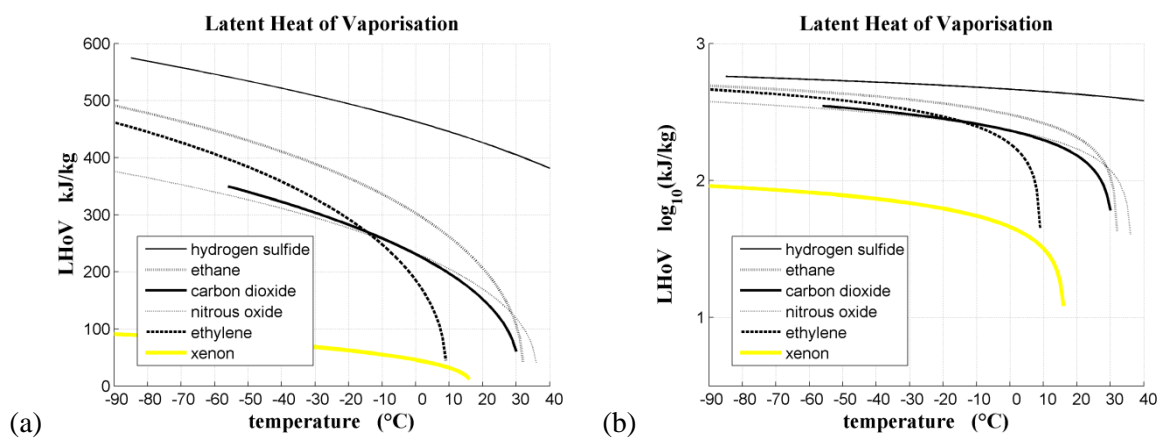 Latent Heat of Vaporisation
600
500
400
300
200
100
0
LHoV kJ/kg
hydrogen sulfide
ethane
carbon dioxide
nitrous oxide
ethylene
xenon
-90 -80 -70 -60 -50 -40 -30 -20 -10 0 10 20 30 40
temperature (°C)
(a)
Latent Heat of Vaporisation
3
2
1
LHoV log10(kJ/kg)
hydrogen sulfide
ethane
carbon dioxide
nitrous oxide
ethylene
xenon
-90 -80 -70 -60 -50 -40 -30 -20 -10 0 10 20 30 40
temperature (°C)
(b)